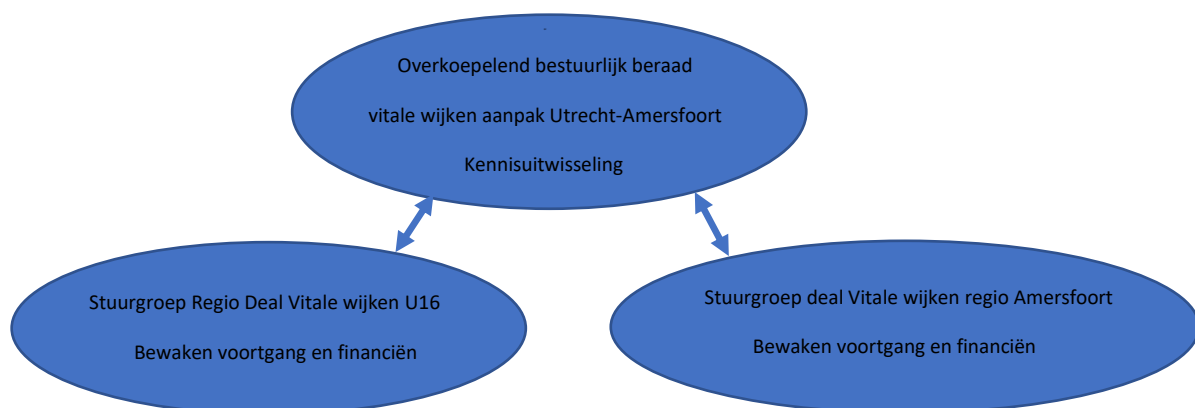 Overkoepelend bestuurlijk beraad
vitale wijken aanpak Utrecht-Amersfoort
Kennisuitwisseling
Stuurgroep Regio Deal Vitale wijken U16
Bewaken voortgang en financiën
Stuurgroep deal Vitale wijken regio Amersfoort
Bewaken voortgang en financiën